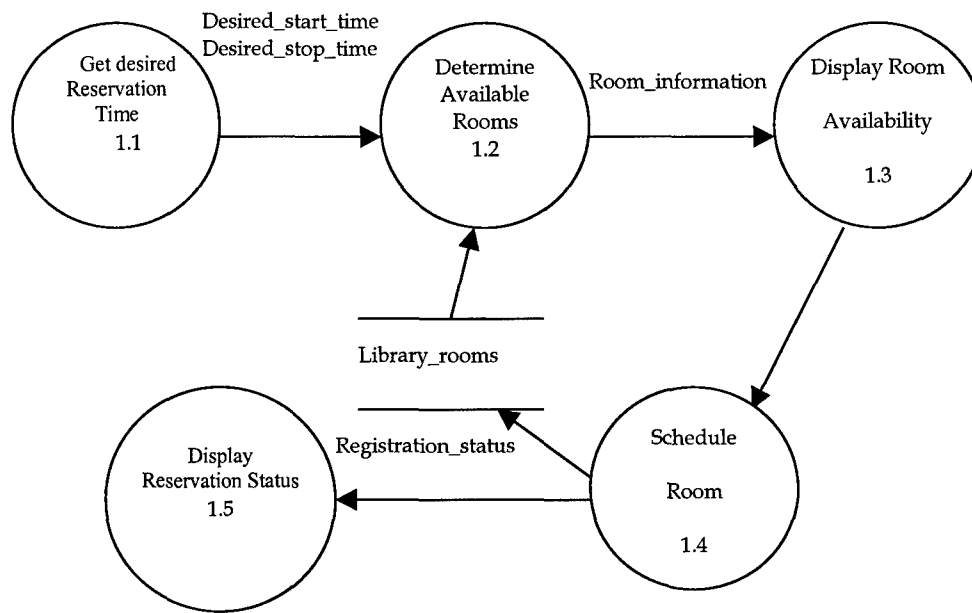 Get desired
Reservation
Time
1.1
Desired_start_time
Desired_stop_time
Determine
Available
Rooms
1.2
Room_information
Display Room
Availability
1.3
Library_rooms
Registration_status
Display
Reservation Status
1.5
Schedule
Room
1.4